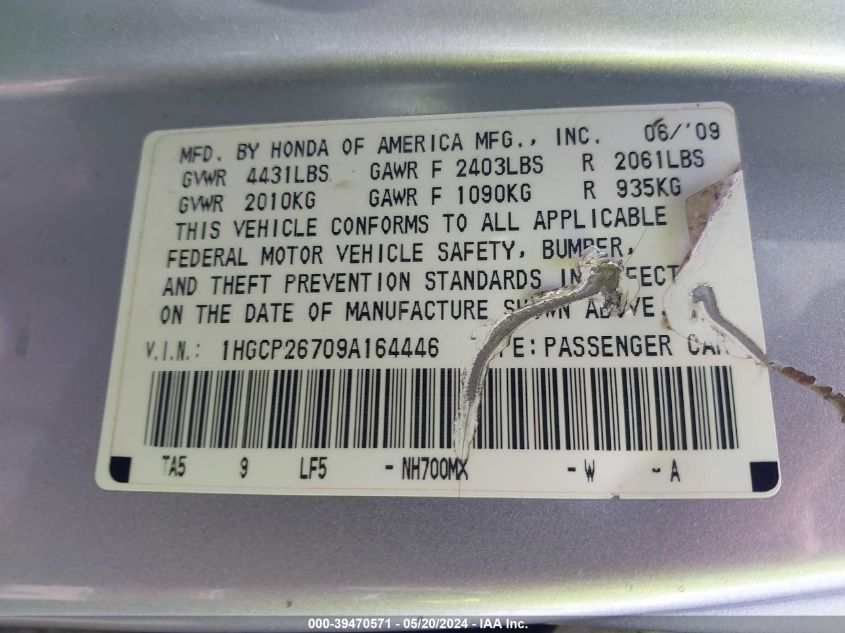 MFD. BY HONDA OF AMERICA MFG., INC. 06/'09
GVWR 4431LBS GAWR F 2403LBS R 2061LBS
GVWR 2010KG GAWR F 1090KG R 935KG
THIS VEHICLE CONFORMS TO ALL APPLICABLE
FEDERAL MOTOR VEHICLE SAFETY, BUMPER,
AND THEFT PREVENTION STANDARDS IN
ON THE DATE OF MANUFACTURE ABOVE.
V.I.N.: 1HGCP26709A164446 PASSENGER CAR
TA5 9 LF5 - NH700MX - W - A
000-39470571 | 05/20/2024 - IAA Inc.